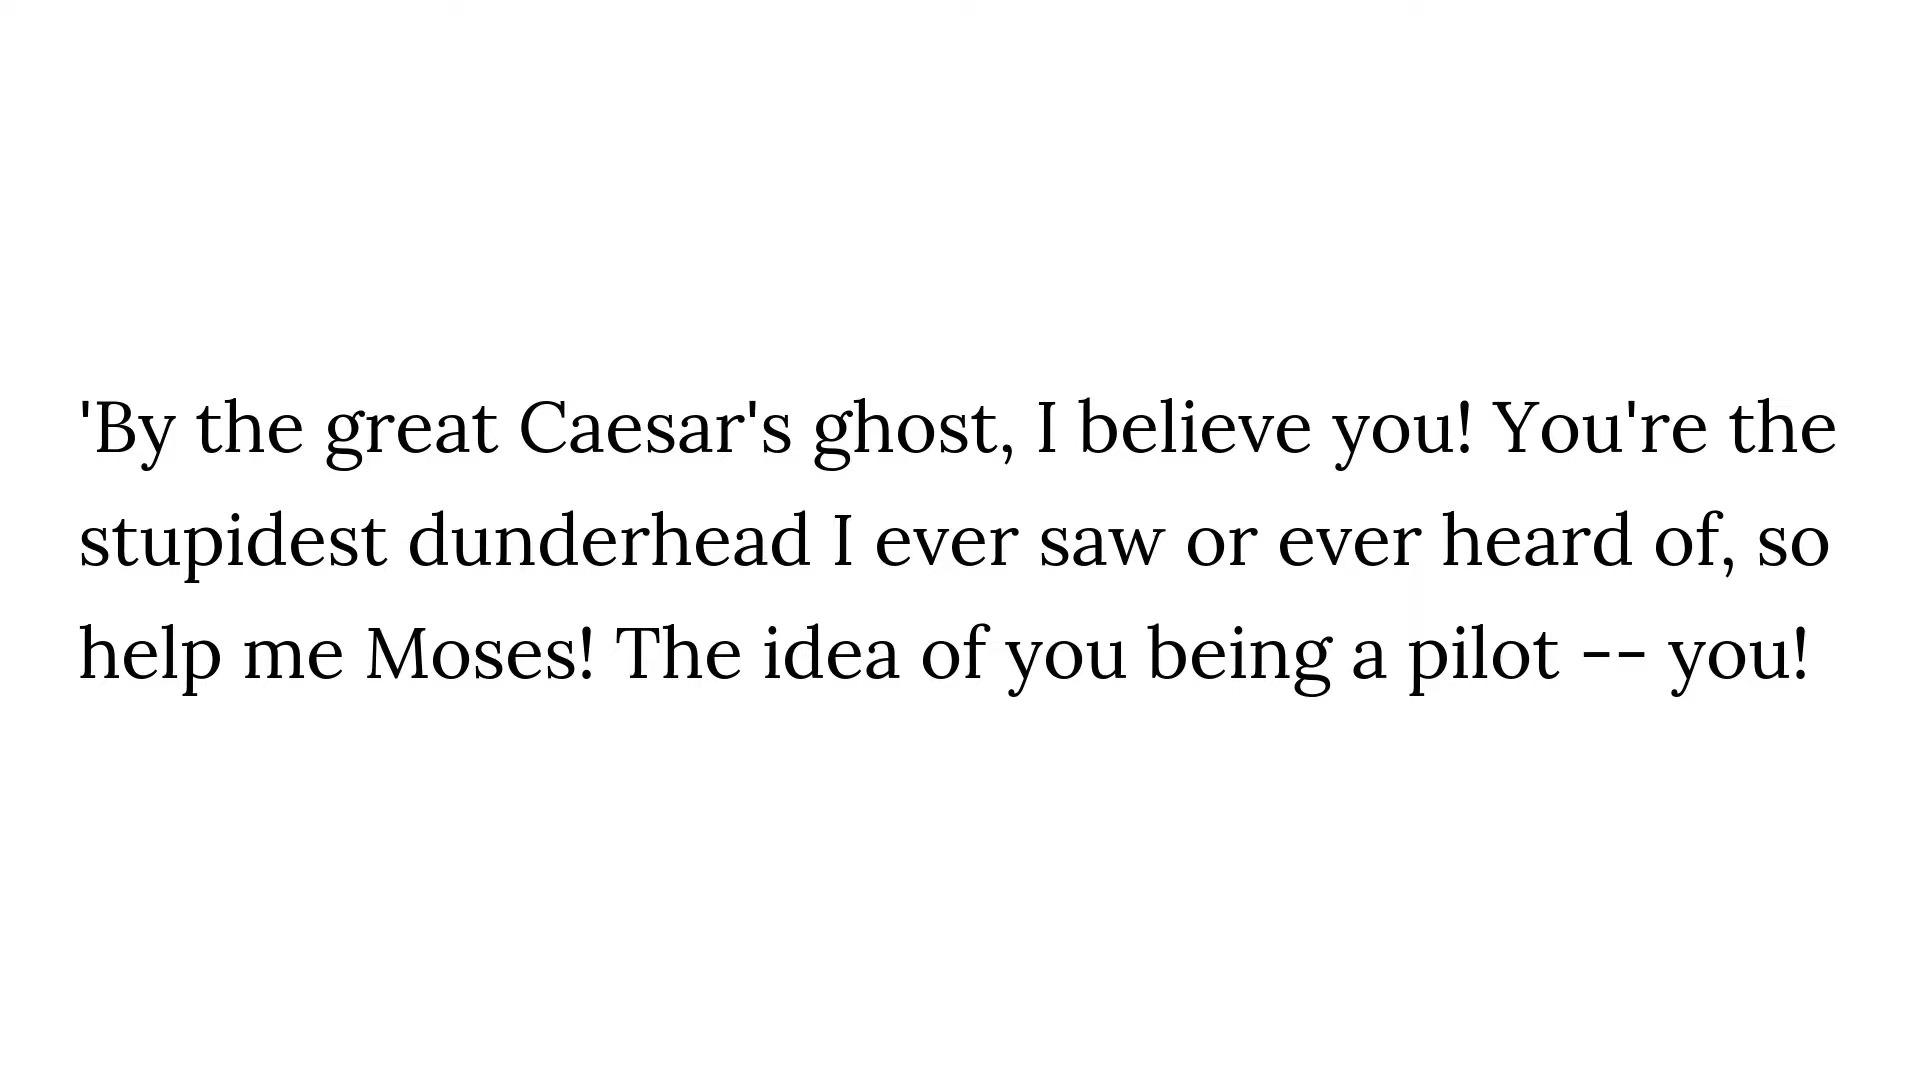 'By the great Caesar's ghost, I believe you! You're the
stupidest dunderhead I ever saw or ever heard of, so
help me Moses! The idea of you being a pilot -- you!